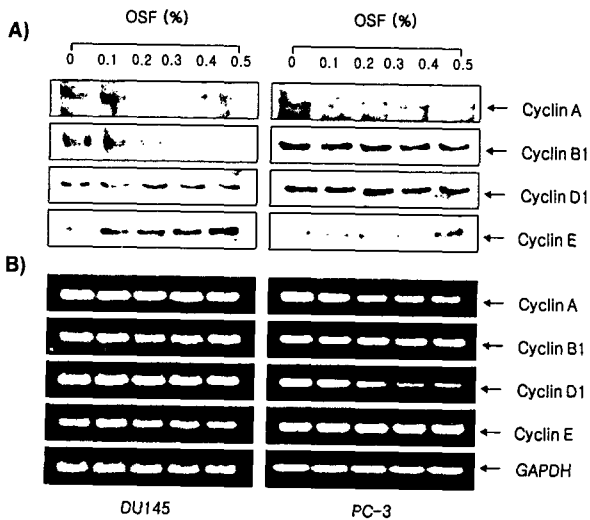 A)
OSF (%) OSF (%)
0 0.1 0.2 0.3 0.4 0.5 0 0.1 0.2 0.3 0.4 0.5
← Cyclin A
← Cyclin B1
← Cyclin D1
← Cyclin E
B)
← Cyclin A
← Cyclin B1
← Cyclin D1
← Cyclin E
← GAPDH
DU145 PC-3